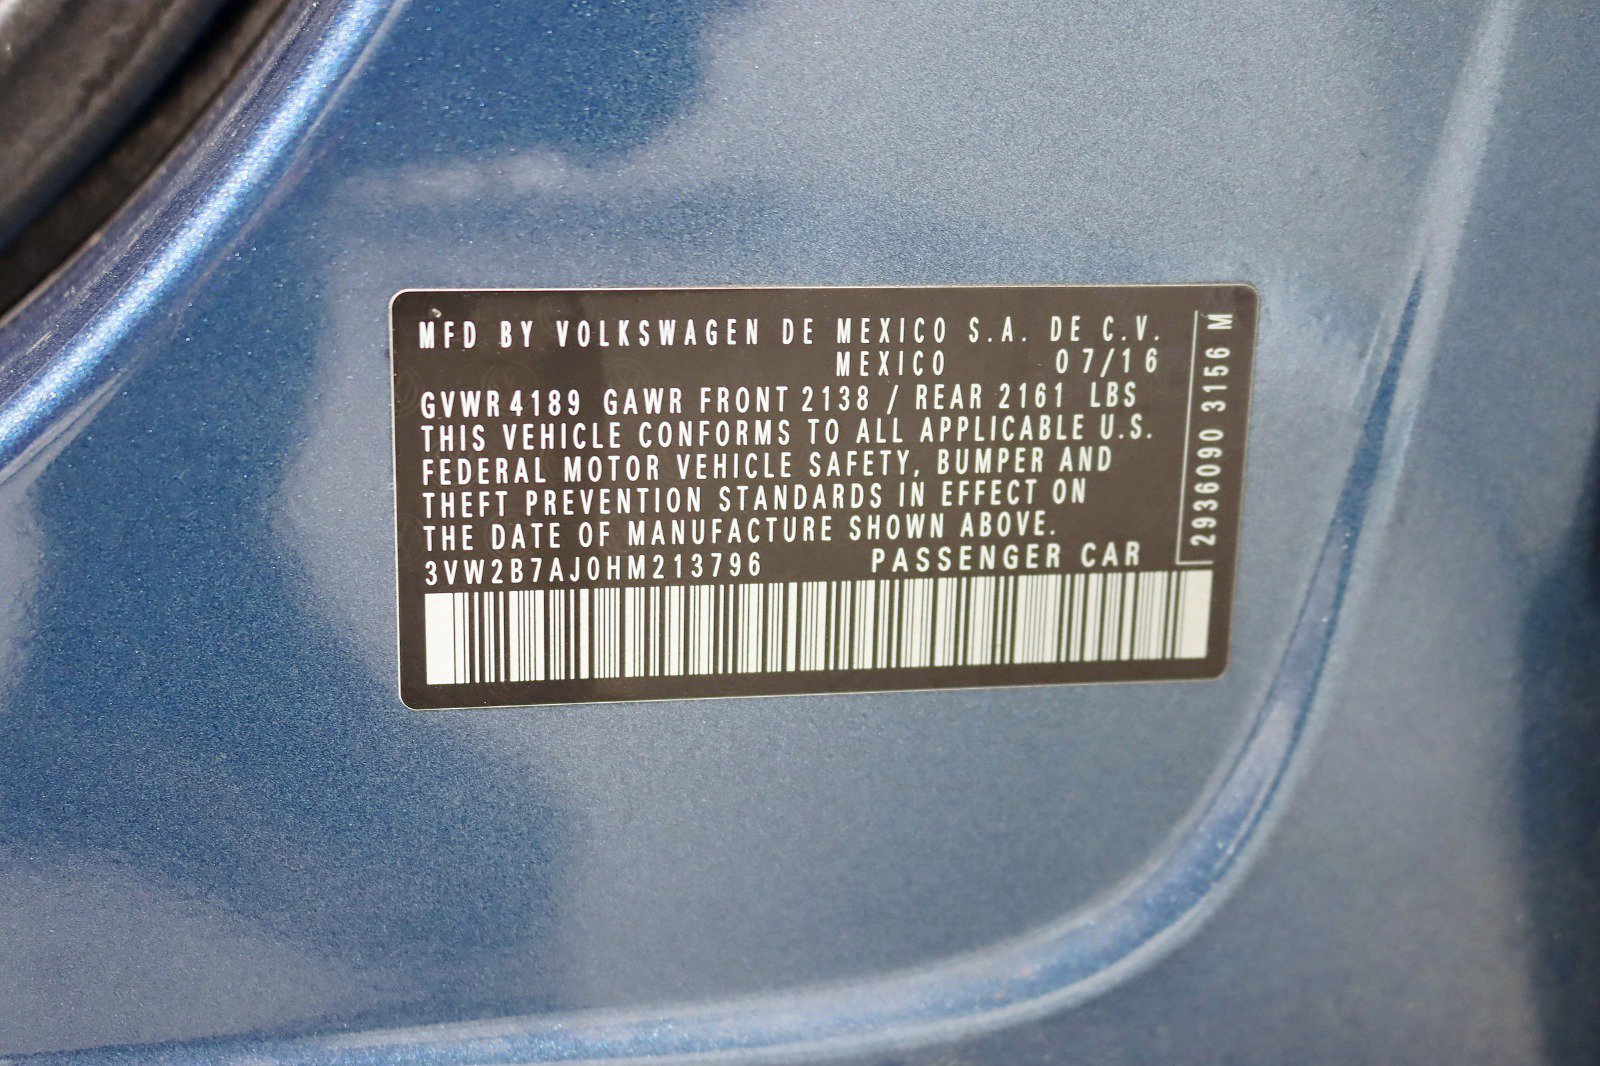 MFD BY VOLKSWAGEN DE MEXICO S.A. DE C.V.
MEXICO 07/16
GVWR 4189 GAWR FRONT 2138 / REAR 2161 LBS
THIS VEHICLE CONFORMS TO ALL APPLICABLE U.S.
FEDERAL MOTOR VEHICLE SAFETY, BUMPER AND
THEFT PREVENTION STANDARDS IN EFFECT ON
THE DATE OF MANUFACTURE SHOWN ABOVE.
3VW2B7AJ0HM213796 PASSENGER CAR
2936090 3156 M